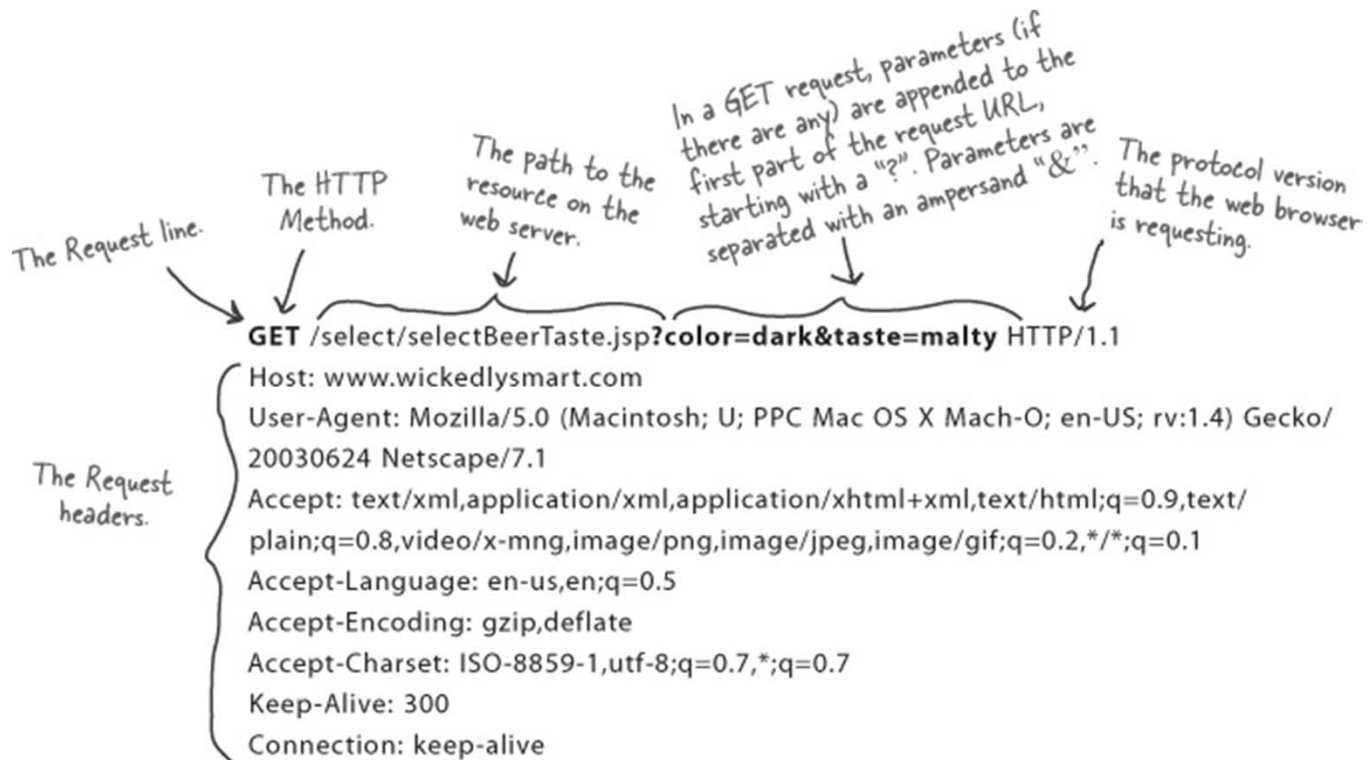 In a GET request, parameters (if
there are any) are appended to the
first part of the request URL,
starting with a "?". Parameters are
separated with an ampersand "&".
The path to the
resource on the
web server.
The protocol version
that the web browser
is requesting.
The HTTP
Method.
The Request line.
GET /select/selectBeerTaste.jsp?color=dark&taste=malty HTTP/1.1
Host: www.wickedlysmart.com
User-Agent: Mozilla/5.0 (Macintosh; U; PPC Mac OS X Mach-O; en-US; rv:1.4) Gecko/
20030624 Netscape/7.1
The Request
headers.
Accept: text/xml,application/xml,application/xhtml+xml,text/html;q=0.9,text/
plain;q=0.8,video/x-mng,image/png,image/jpeg,image/gif;q=0.2,*/*;q=0.1
Accept-Language: en-us,en;q=0.5
Accept-Encoding: gzip,deflate
Accept-Charset: ISO-8859-1,utf-8;q=0.7,*;q=0.7
Keep-Alive: 300
Connection: keep-alive